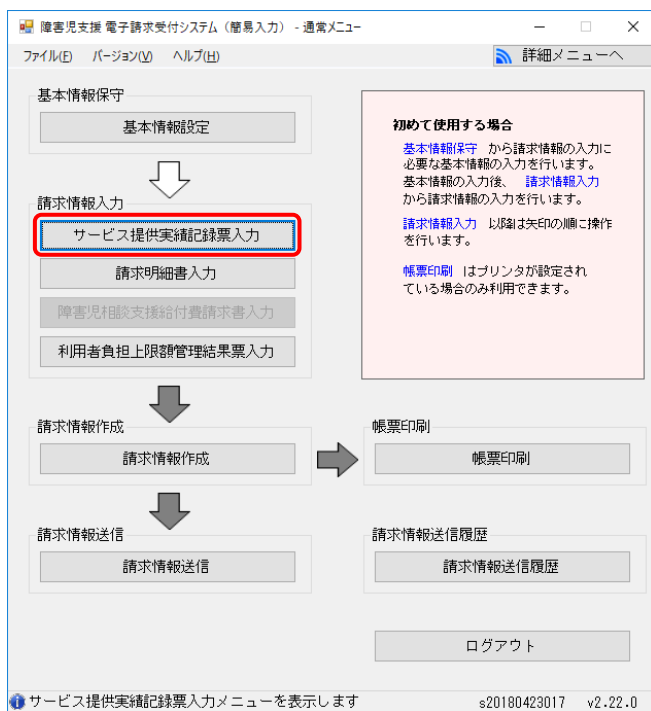 障害児支援 電子請求受付システム（簡易入力） - 通常メニュー
ファイル(F) バージョン(V) ヘルプ(H) 詳細メニューへ
基本情報保守
基本情報設定
請求情報入力
サービス提供実績記録票入力
請求明細書入力
障害児相談支援給付費請求書入力
利用者負担上限額管理結果票入力
初めて使用する場合
基本情報保守 から請求情報の入力に
必要な基本情報の入力を行います。
基本情報の入力後、 請求情報入力
から請求情報の入力を行います。
請求情報入力 以降は矢印の順に操作
を行います。
帳票印刷 はプリンタが設定され
ている場合のみ利用できます。
請求情報作成
請求情報作成
帳票印刷
帳票印刷
請求情報送信
請求情報送信
請求情報送信履歴
請求情報送信履歴
ログアウト
サービス提供実績記録票入力メニューを表示します s20180423017 v2.22.0